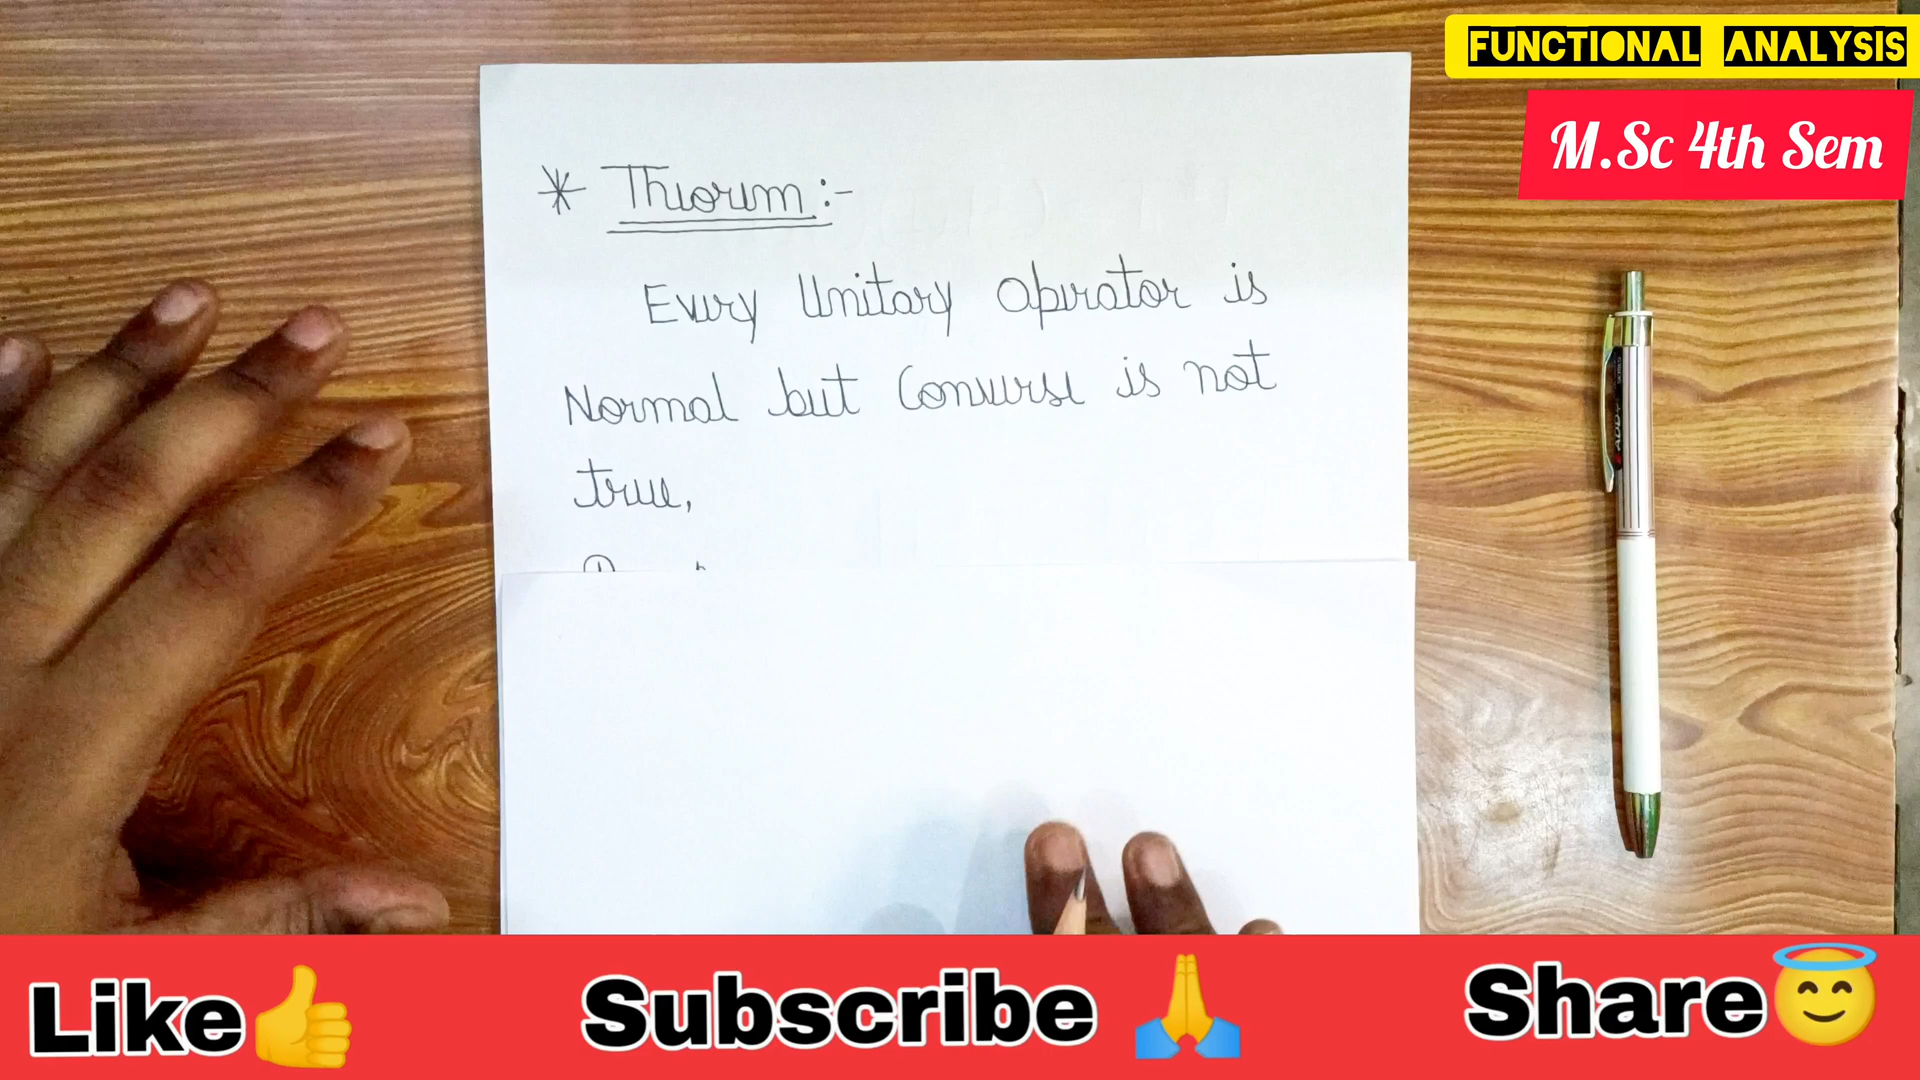 FUNCTIONAL ANALYSIS
M.Sc 4th Sem
* Theorem :-
Every Unitary Operator is
Normal but Converse is not
true,
Like👍 Subscribe 🙏 Share😇